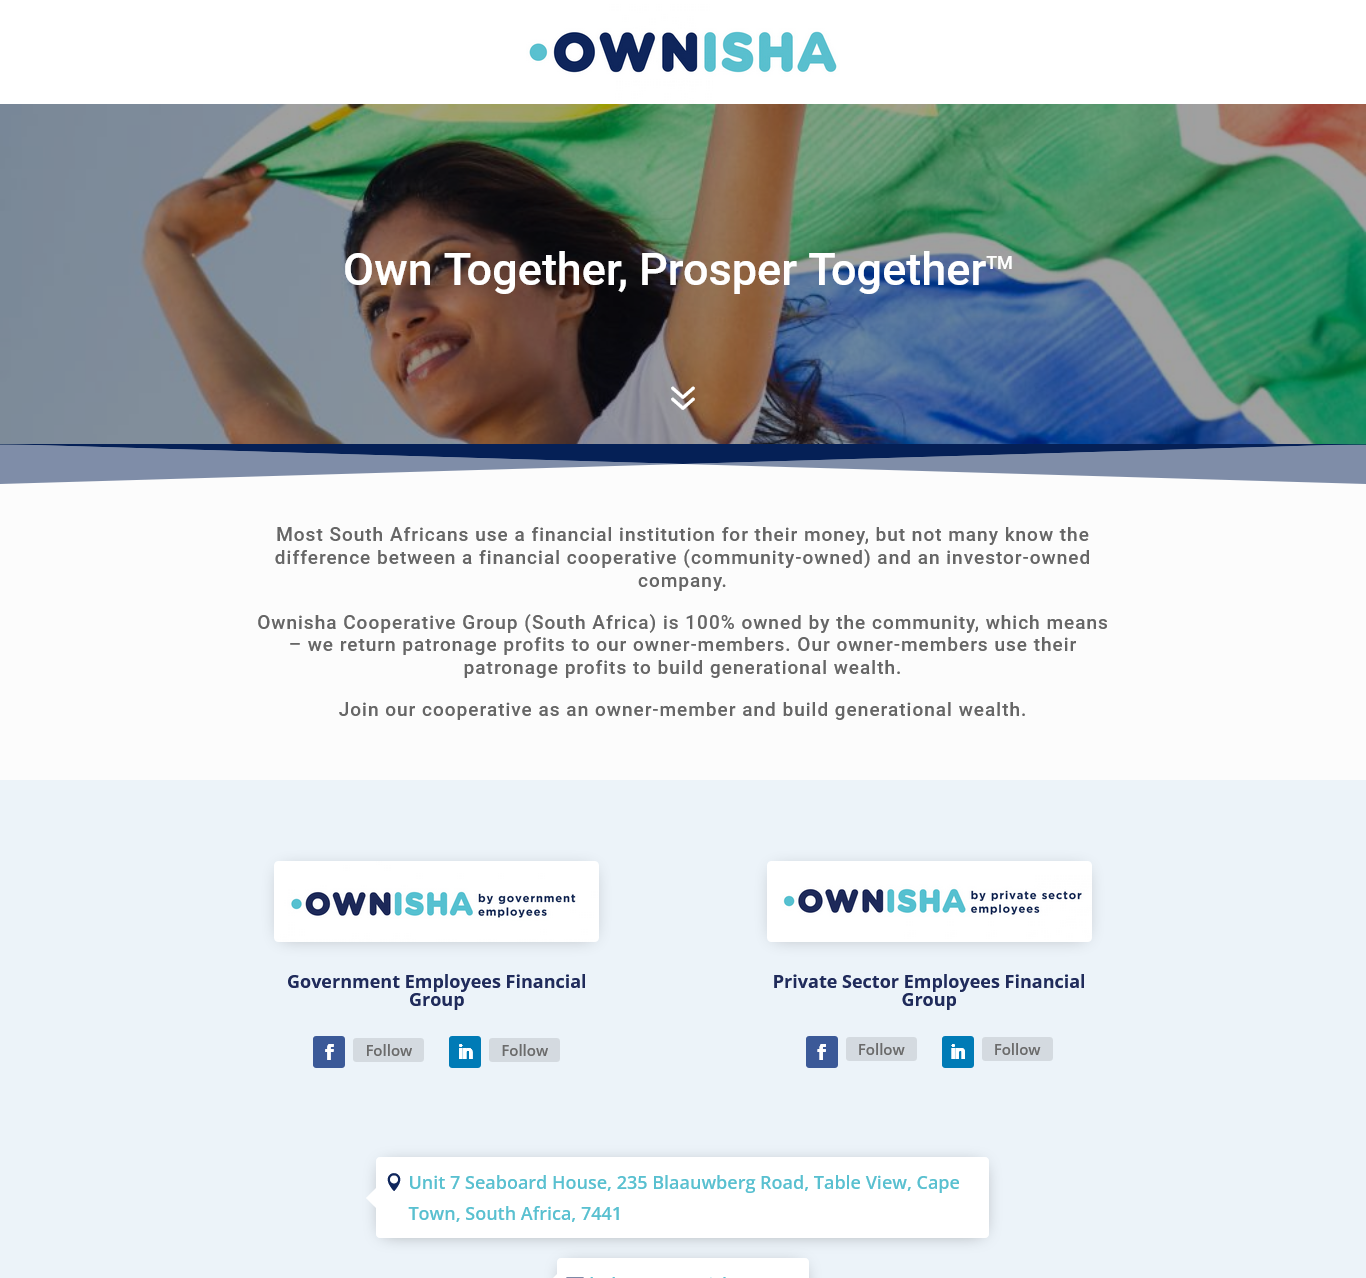 OWNISHA
Own Together, Prosper Together™
Most South Africans use a financial institution for their money, but not many know the
difference between a financial cooperative (community-owned) and an investor-owned
company.
Ownisha Cooperative Group (South Africa) is 100% owned by the community, which means
– we return patronage profits to our owner-members. Our owner-members use their
patronage profits to build generational wealth.
Join our cooperative as an owner-member and build generational wealth.
OWNISHA by government
employees
Government Employees Financial
Group
Follow Follow
OWNISHA by private sector
employees
Private Sector Employees Financial
Group
Follow Follow
Unit 7 Seaboard House, 235 Blaauwberg Road, Table View, Cape
Town, South Africa, 7441